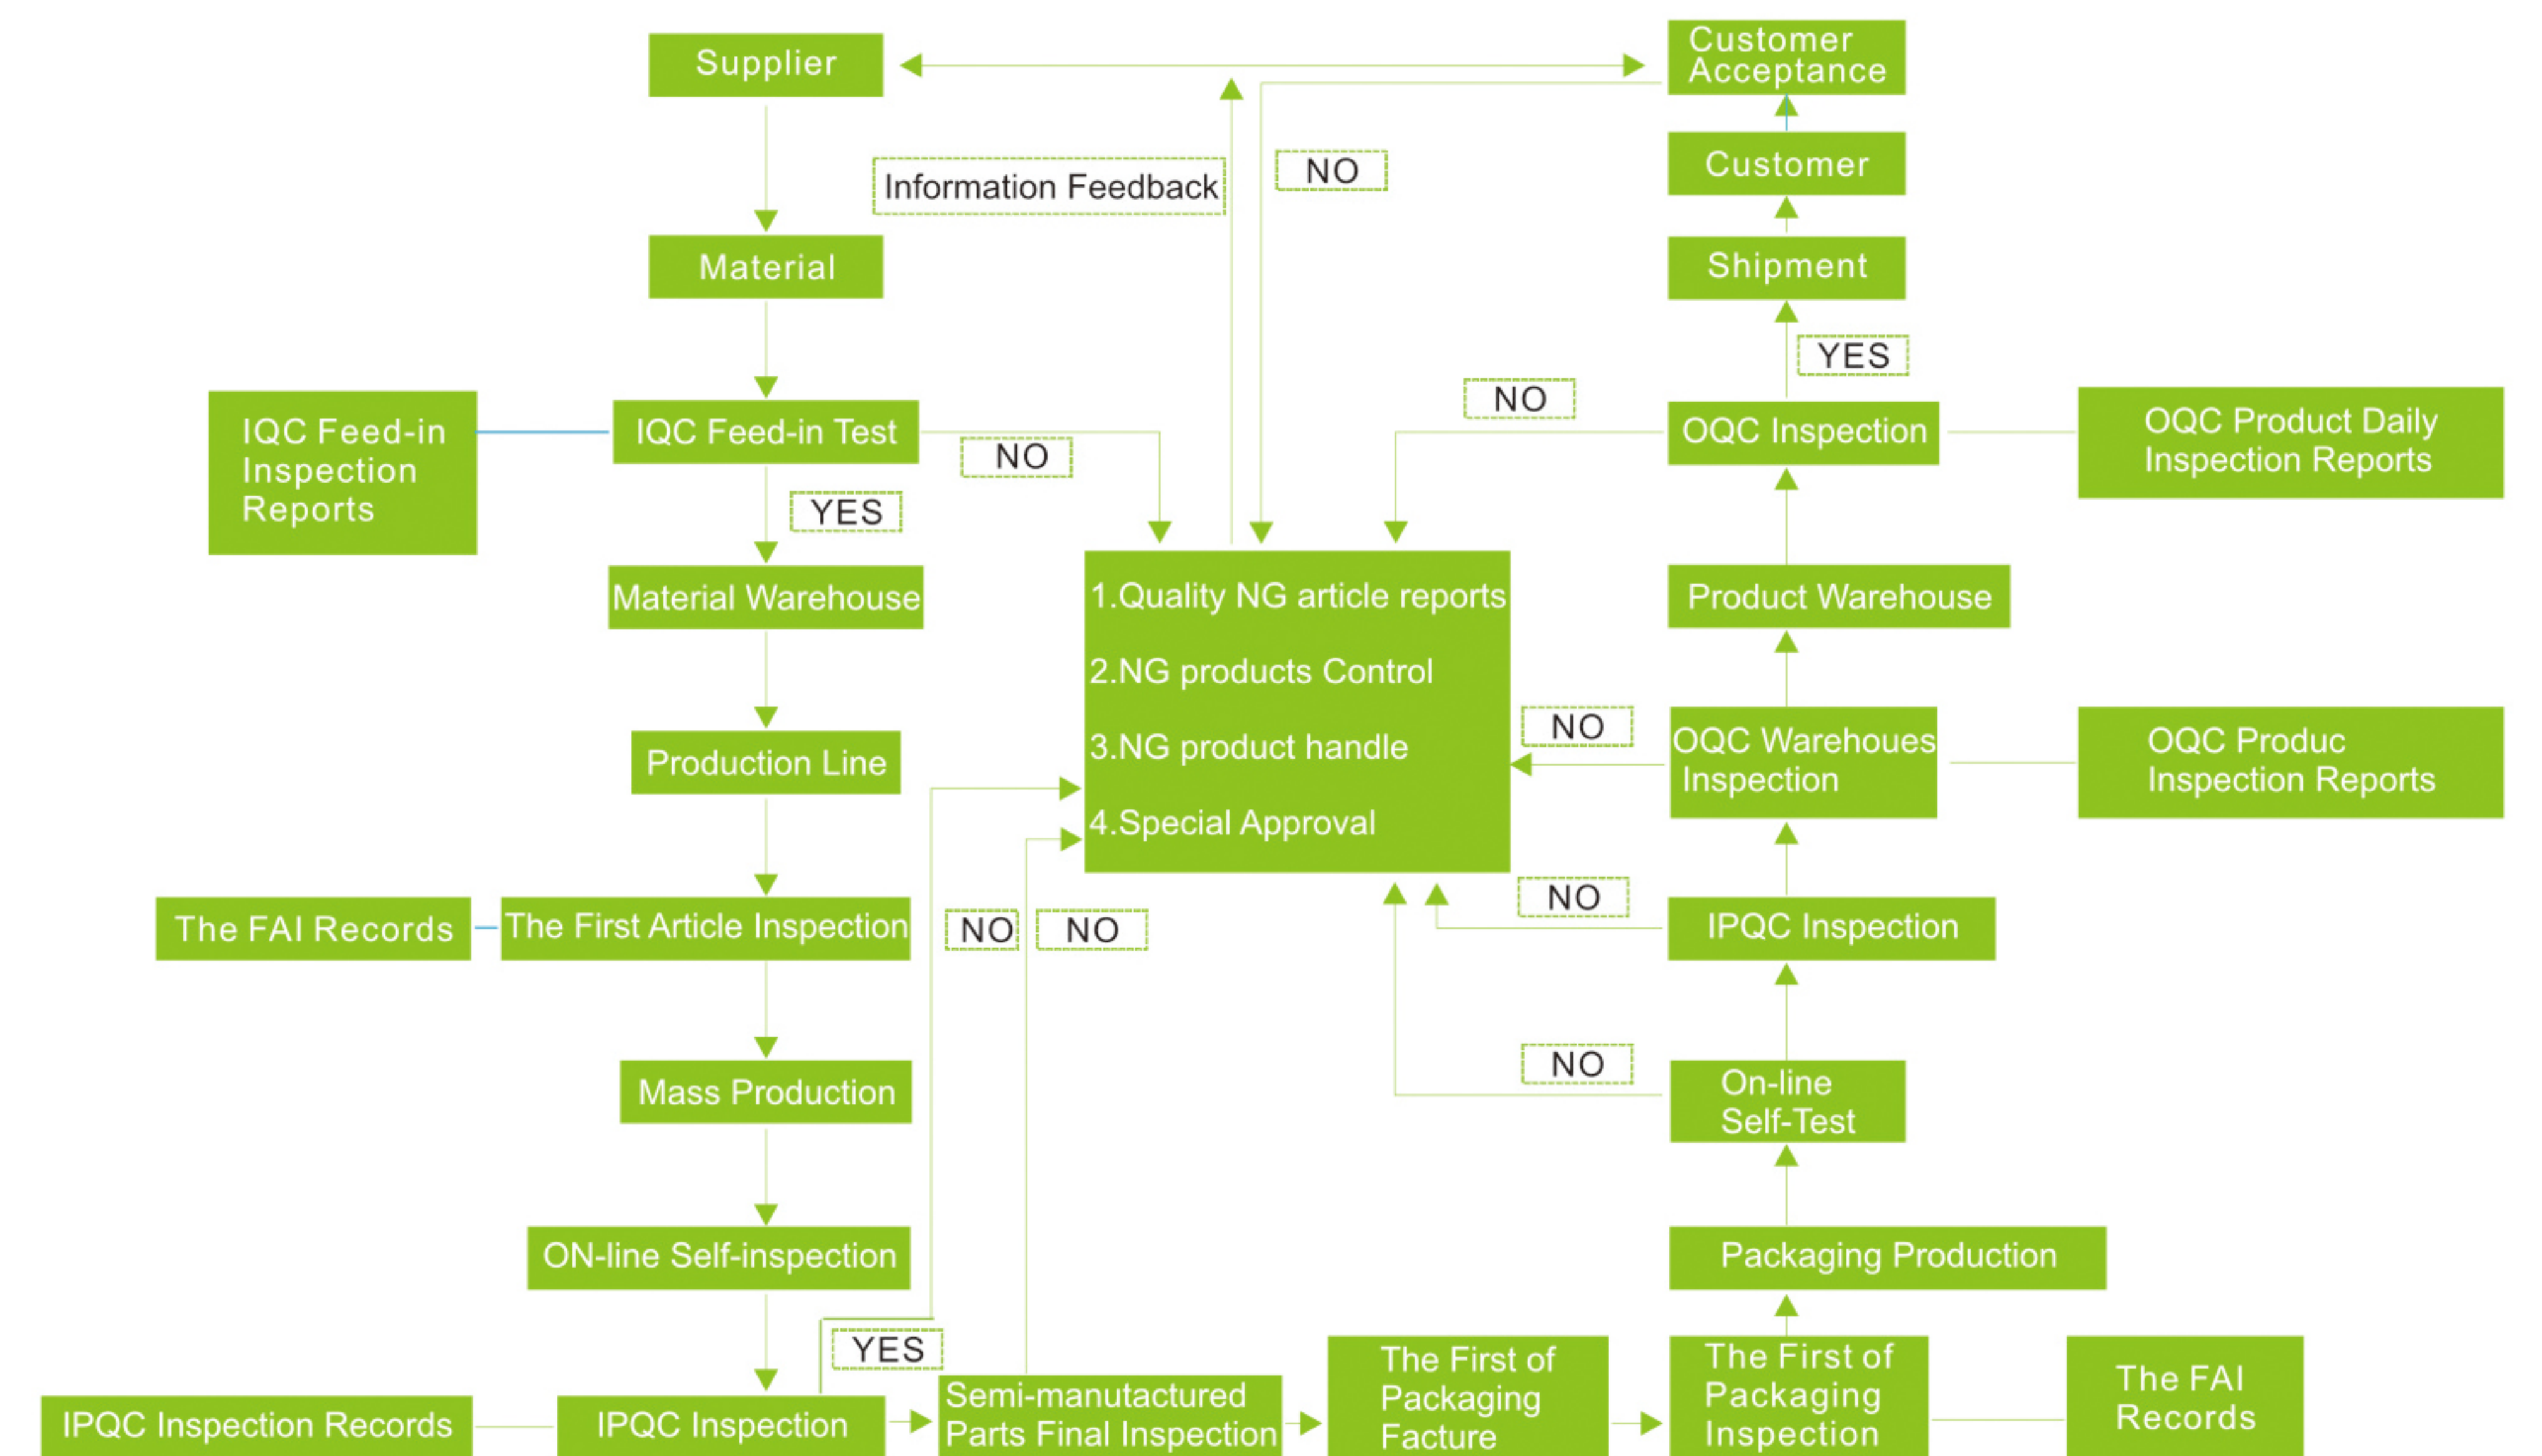 Supplier
Customer
Acceptance
Information Feedback
NO
Customer
Material
Shipment
YES
IQC Feed-in
Inspection
Reports
IQC Feed-in Test
NO
YES
NO
OQC Inspection
OQC Product Daily
Inspection Reports
Material Warehouse
1.Quality NG article reports
2.NG products Control
3.NG product handle
4.Special Approval
Product Warehouse
Production Line
NO
OQC Warehoues
Inspection
OQC Produc
Inspection Reports
The FAI Records
The First Article Inspection
NO
NO
NO
IPQC Inspection
Mass Production
NO
On-line
Self-Test
ON-line Self-inspection
Packaging Production
YES
IPQC Inspection Records
IPQC Inspection
Semi-manutactured
Parts Final Inspection
The First of
Packaging
Facture
The First of
Packaging
Inspection
The FAI
Records